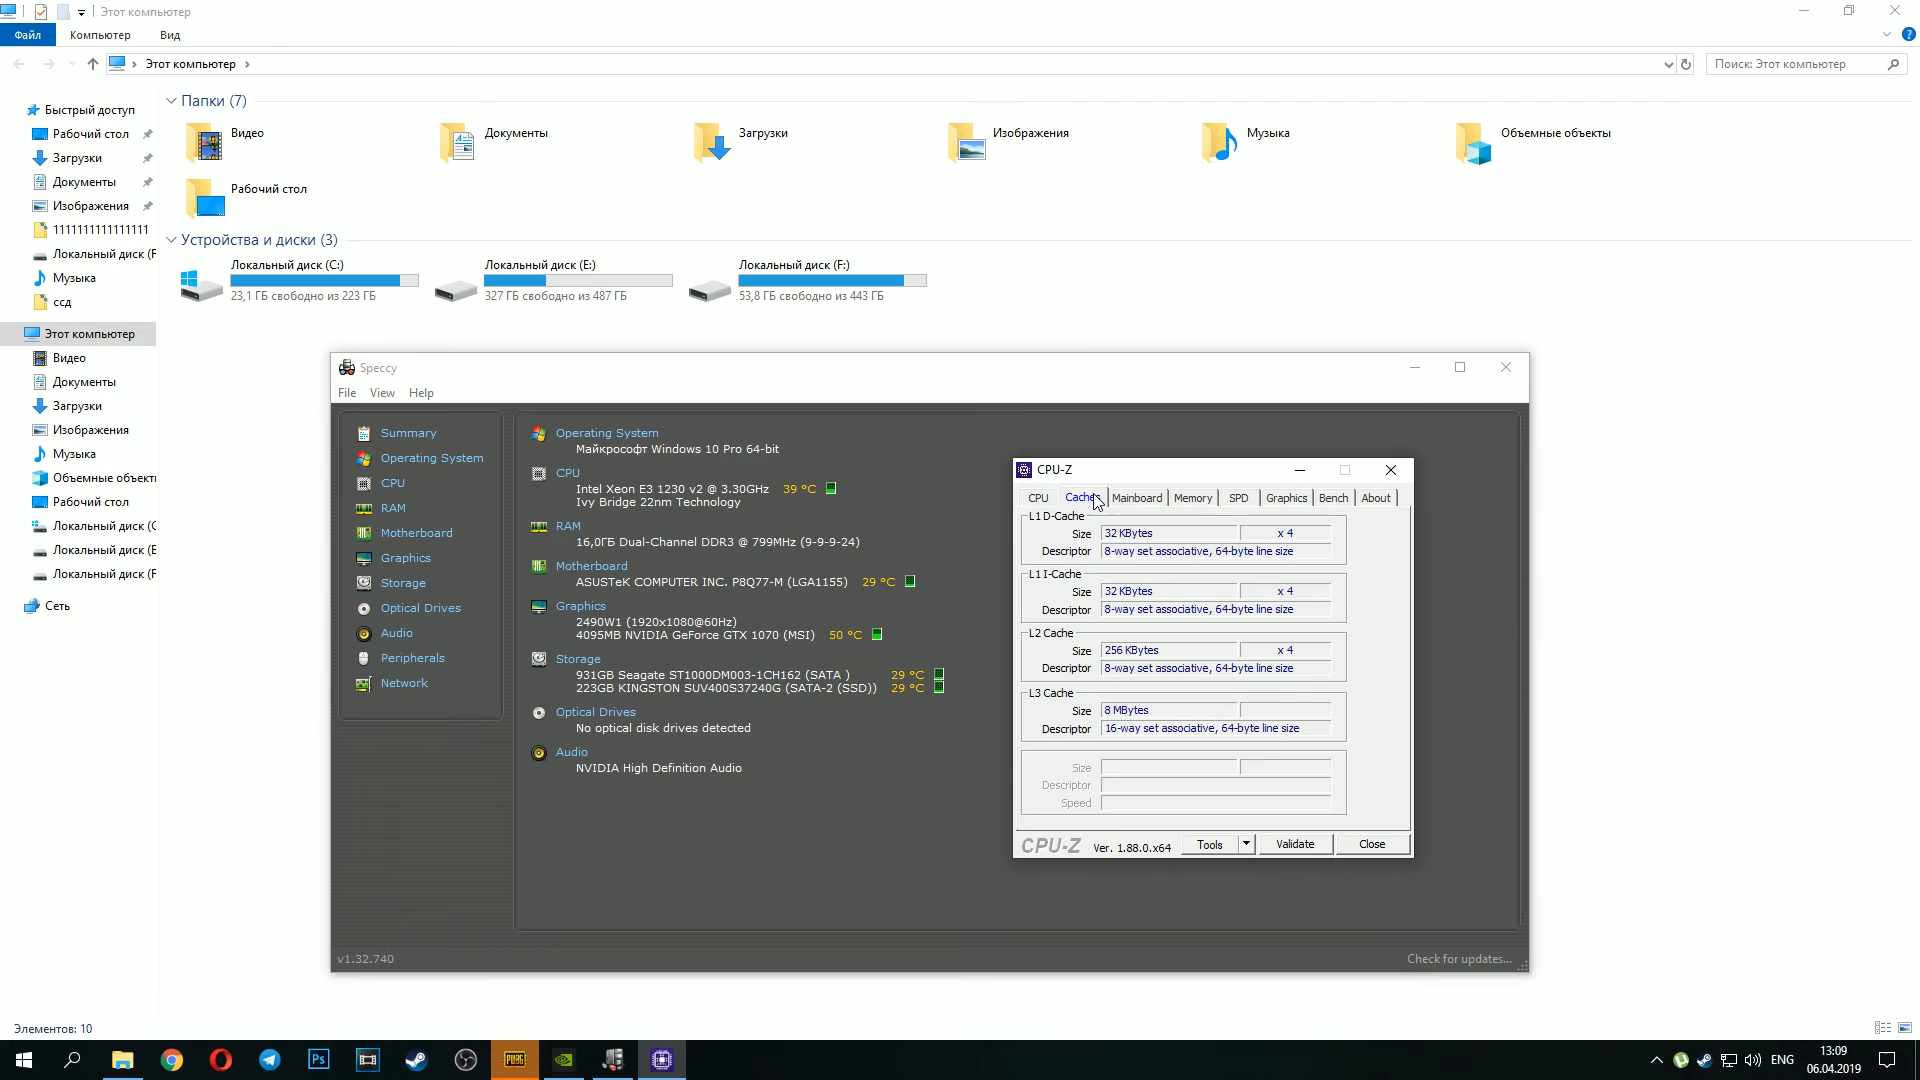 Этот компьютер
Файл
Компьютер
Вид
Этот компьютер
Поиск: Этот компьютер
Быстрый доступ
Рабочий стол
Загрузки
Документы
Изображения
1111111111111111
Локальный диск (F
Музыка
ссд
Этот компьютер
Видео
Документы
Загрузки
Изображения
Музыка
Объемные объекты
Рабочий стол
Локальный диск (C
Локальный диск (E
Локальный диск (F
Сеть
Папки (7)
Видео
Документы
Загрузки
Изображения
Музыка
Объемные объекты
Рабочий стол
Устройства и диски (3)
Локальный диск (C:)
23,1 ГБ свободно из 223 ГБ
Локальный диск (E:)
327 ГБ свободно из 487 ГБ
Локальный диск (F:)
53,8 ГБ свободно из 443 ГБ
Speccy
File View Help
Summary
Operating System
CPU
RAM
Motherboard
Graphics
Storage
Optical Drives
Audio
Peripherals
Network
Operating System
Майкрософт Windows 10 Pro 64-bit
CPU
Intel Xeon E3 1230 v2 @ 3.30GHz 39 °C
Ivy Bridge 22nm Technology
RAM
16,0ГБ Dual-Channel DDR3 @ 799MHz (9-9-9-24)
Motherboard
ASUSTeK COMPUTER INC. P8Q77-M (LGA1155) 29 °C
Graphics
2490W1 (1920x1080@60Hz)
4095MB NVIDIA GeForce GTX 1070 (MSI) 50 °C
Storage
931GB Seagate ST1000DM003-1CH162 (SATA ) 29 °C
223GB KINGSTON SUV400S37240G (SATA-2 (SSD)) 29 °C
Optical Drives
No optical disk drives detected
Audio
NVIDIA High Definition Audio
v1.32.740
Check for updates...
CPU-Z
CPU Caches Mainboard Memory SPD Graphics Bench About
L1 D-Cache
Size 32 KBytes x 4
Descriptor 8-way set associative, 64-byte line size
L1 I-Cache
Size 32 KBytes x 4
Descriptor 8-way set associative, 64-byte line size
L2 Cache
Size 256 KBytes x 4
Descriptor 8-way set associative, 64-byte line size
L3 Cache
Size 8 MBytes
Descriptor 16-way set associative, 64-byte line size
Size
Descriptor
Speed
CPU-Z Ver. 1.88.0.x64 Tools Validate Close
Элементов: 10
Ps
PUBG
ENG
13:09
06.04.2019